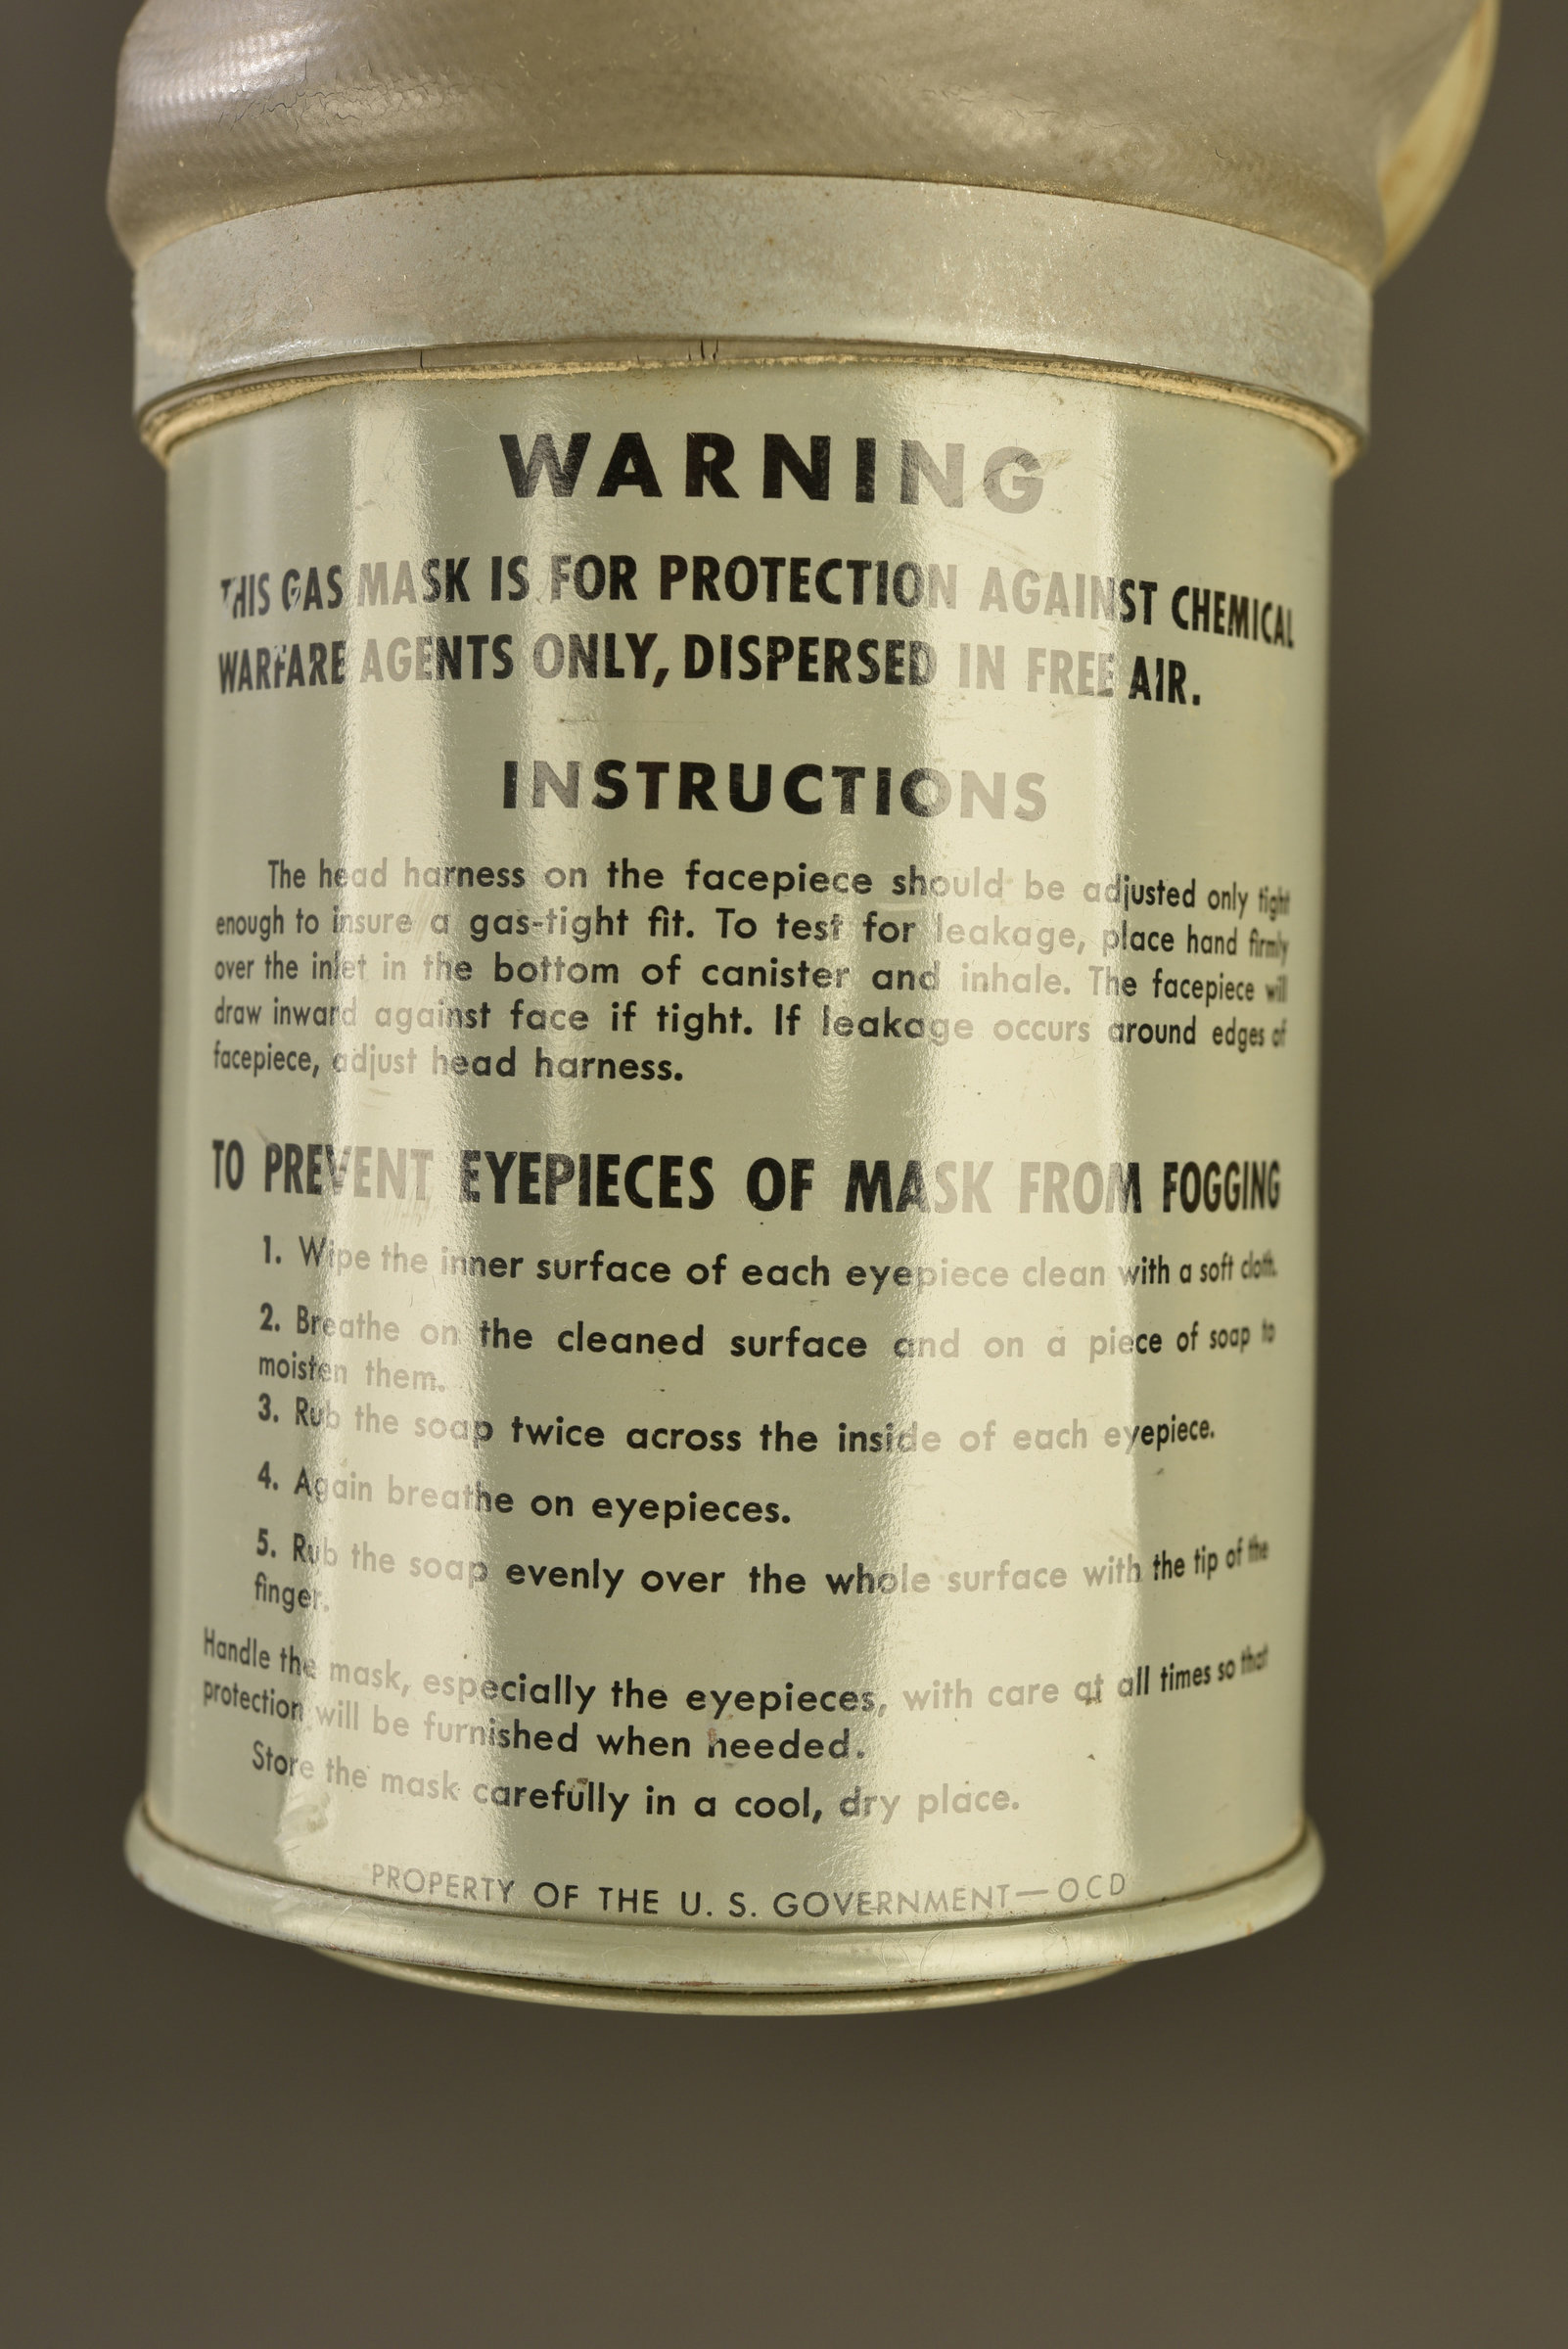 WARNING
THIS GAS MASK IS FOR PROTECTION AGAINST CHEMICAL
WARFARE AGENTS ONLY, DISPERSED IN FREE AIR.
INSTRUCTIONS
The head harness on the facepiece should be adjusted only tight
enough to insure a gas-tight fit. To test for leakage, place hand firmly
over the inlet in the bottom of canister and inhale. The facepiece will
draw inward against face if tight. If leakage occurs around edges of
facepiece, adjust head harness.
TO PREVENT EYEPIECES OF MASK FROM FOGGING
1. Wipe the inner surface of each eyepiece clean with a soft cloth.
2. Breathe on the cleaned surface and on a piece of soap to
moisten them.
3. Rub the soap twice across the inside of each eyepiece.
4. Again breathe on eyepieces.
5. Rub the soap evenly over the whole surface with the tip of the
finger.
Handle the mask, especially the eyepieces, with care at all times so that
protection will be furnished when needed.
Store the mask carefully in a cool, dry place.
PROPERTY OF THE U. S. GOVERNMENT—OCD